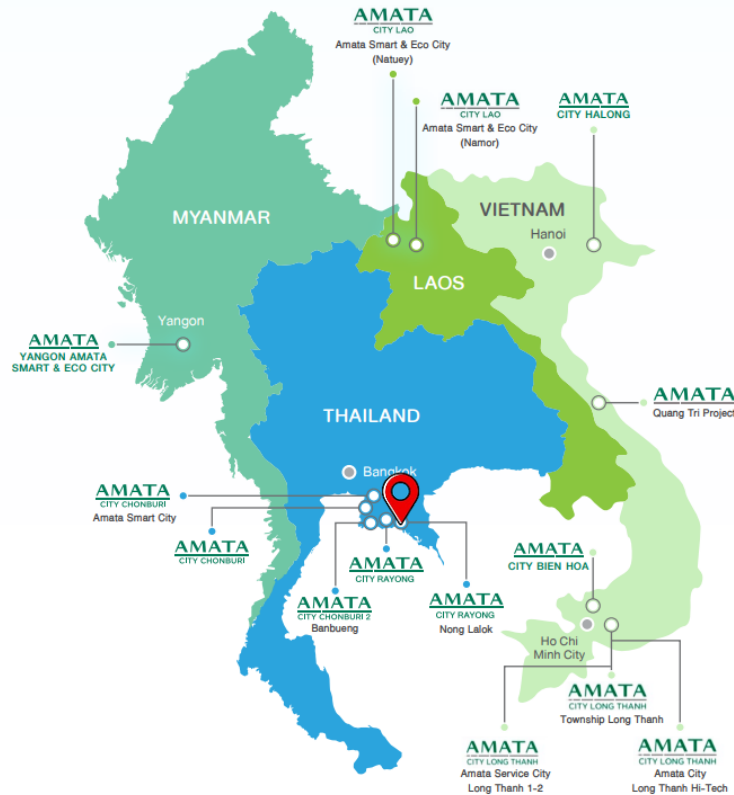 AMATA
CITY LAO
Amata Smart & Eco City
(Natuey)
AMATA
CITY LAO
Amata Smart & Eco City
(Namor)
AMATA
CITY HALONG
MYANMAR
VIETNAM
Hanoi
LAOS
Yangon
AMATA
YANGON AMATA
SMART & ECO CITY
AMATA
Quang Tri Project
THAILAND
Bangkok
AMATA
CITY CHONBURI
Amata Smart City
AMATA
CITY CHONBURI
AMATA
CITY RAYONG
AMATA
CITY BIEN HOA
AMATA
CITY CHONBURI 2
Banbueng
AMATA
CITY RAYONG
Nong Lalok
Ho Chi
Minh City
AMATA
CITY LONG THANH
Township Long Thanh
AMATA
CITY LONG THANH
Amata Service City
Long Thanh 1-2
AMATA
CITY LONG THANH
Amata City
Long Thanh Hi-Tech